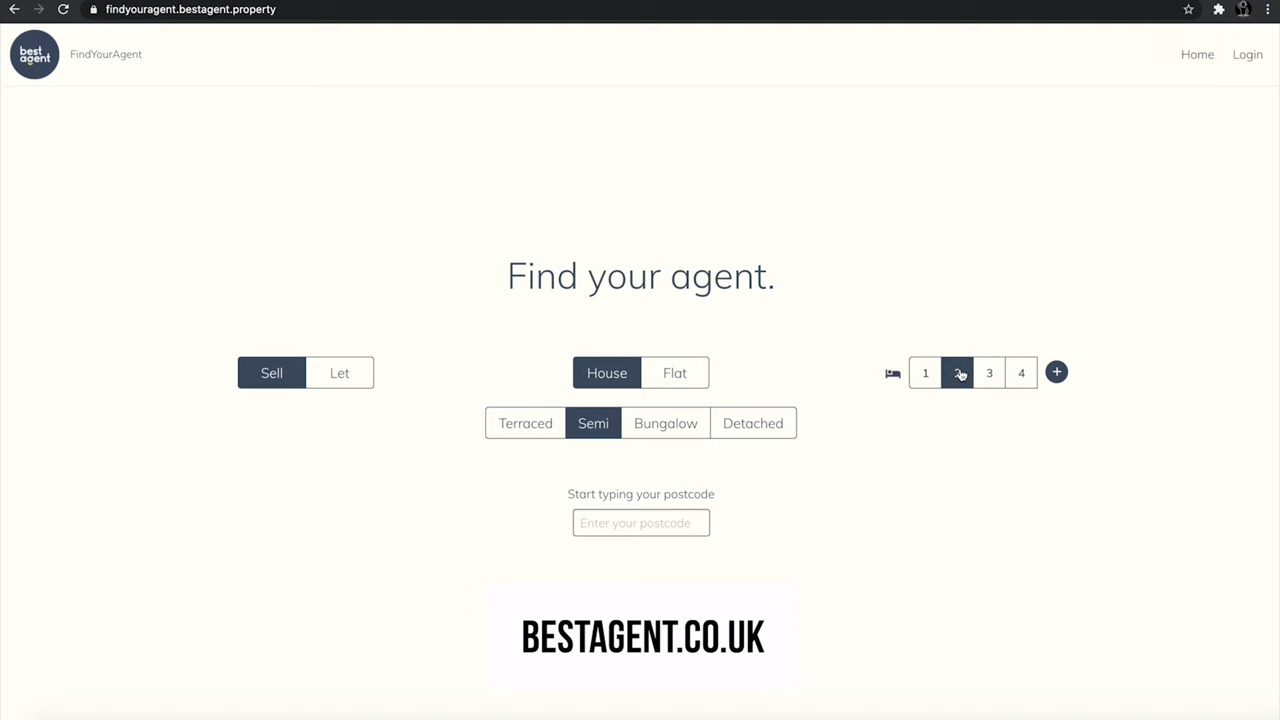 findyouragent.bestagent.property
best
agent
FindYourAgent
Home
Login
Find your agent.
Sell
Let
House
Flat
1
2
3
4
Terraced
Semi
Bungalow
Detached
Start typing your postcode
Enter your postcode
BESTAGENT.CO.UK